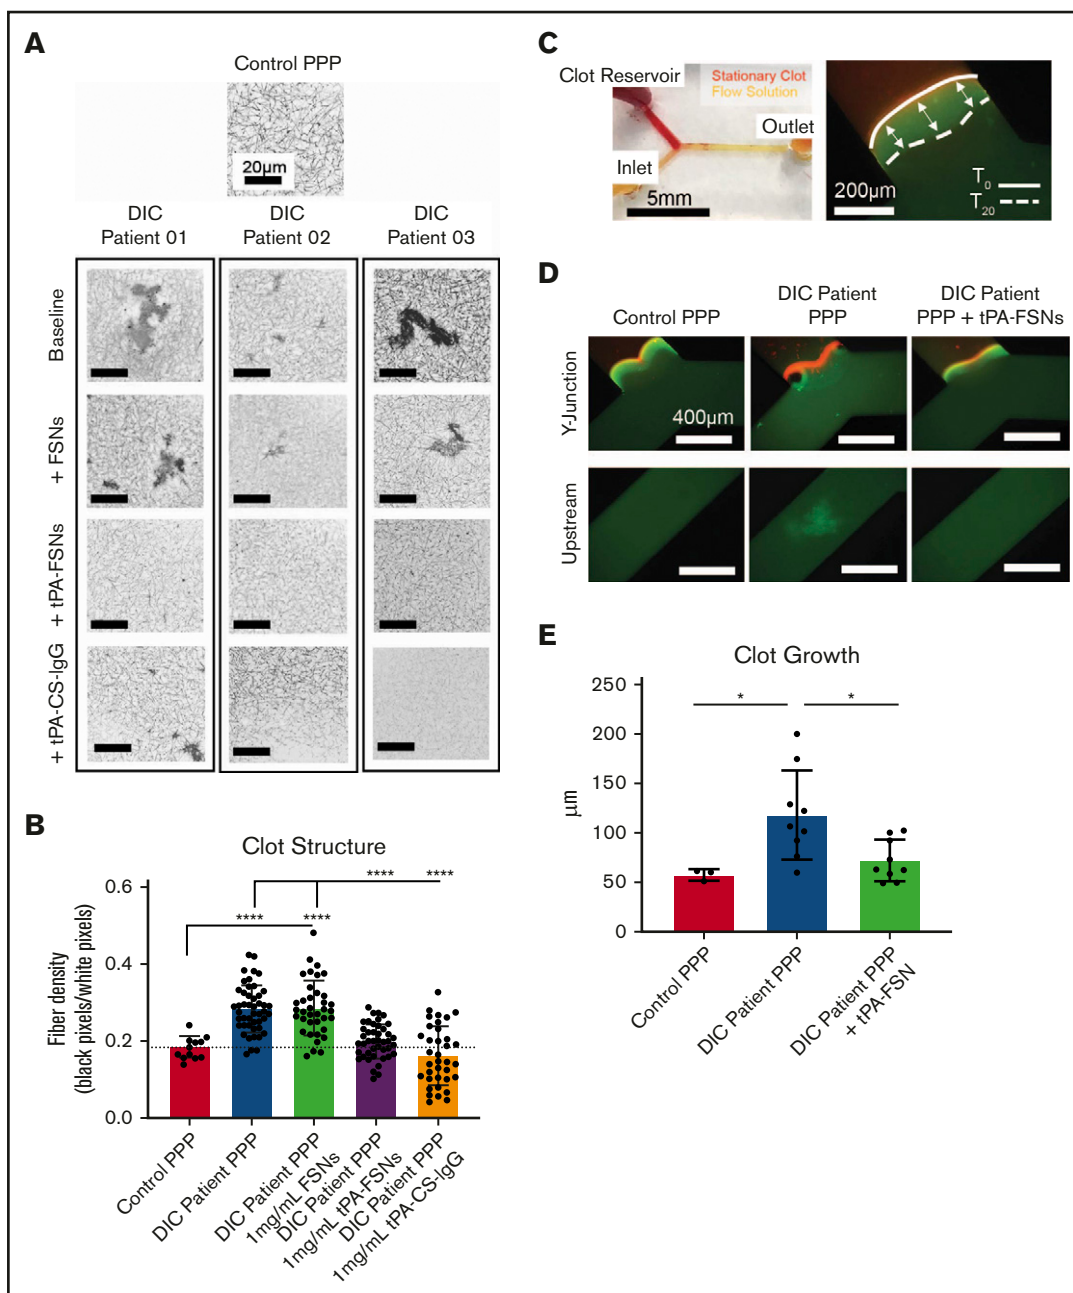 A
Control PPP
20μm
DIC
Patient 01
DIC
Patient 02
DIC
Patient 03
Baseline
+ FSNs
+ tPA-FSNs
+ tPA-CS-IgG
B
Clot Structure
Fiber density
(black pixels/white pixels)
0.6
0.4
0.2
0.0
****
****
****
****
Control PPP
DIC Patient PPP
DIC Patient PPP
1mg/mL FSNs
DIC Patient PPP
1mg/mL tPA-FSNs
DIC Patient PPP
1mg/mL tPA-CS-IgG
C
Clot Reservoir
Stationary Clot
Flow Solution
Outlet
Inlet
5mm
200μm
T0
T20
D
Control PPP
DIC Patient
PPP
DIC Patient
PPP + tPA-FSNs
Y-Junction
400μm
Upstream
E
Clot Growth
μm
250
200
150
100
50
0
*
*
Control PPP
DIC Patient PPP
DIC Patient PPP
+ tPA-FSN